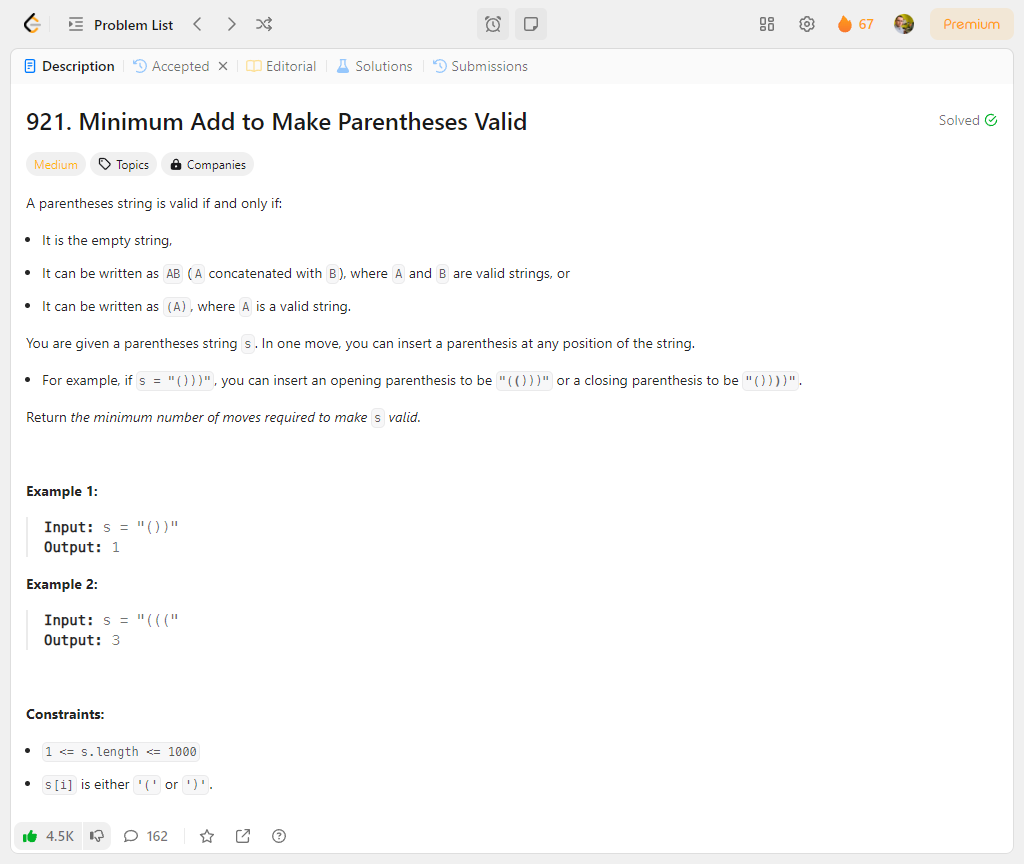 Problem List
67
Premium
Description
Accepted
Editorial
Solutions
Submissions
921. Minimum Add to Make Parentheses Valid
Solved
Medium
Topics
Companies
A parentheses string is valid if and only if:
• It is the empty string,
• It can be written as AB (A concatenated with B), where A and B are valid strings, or
• It can be written as (A), where A is a valid string.
You are given a parentheses string s. In one move, you can insert a parenthesis at any position of the string.
• For example, if s = "()))", you can insert an opening parenthesis to be "(()))" or a closing parenthesis to be "())))".
Return the minimum number of moves required to make s valid.
Example 1:
Input: s = "())"
Output: 1
Example 2:
Input: s = "((("
Output: 3
Constraints:
• 1 <= s.length <= 1000
• s[i] is either '(' or ')'.
4.5K
162